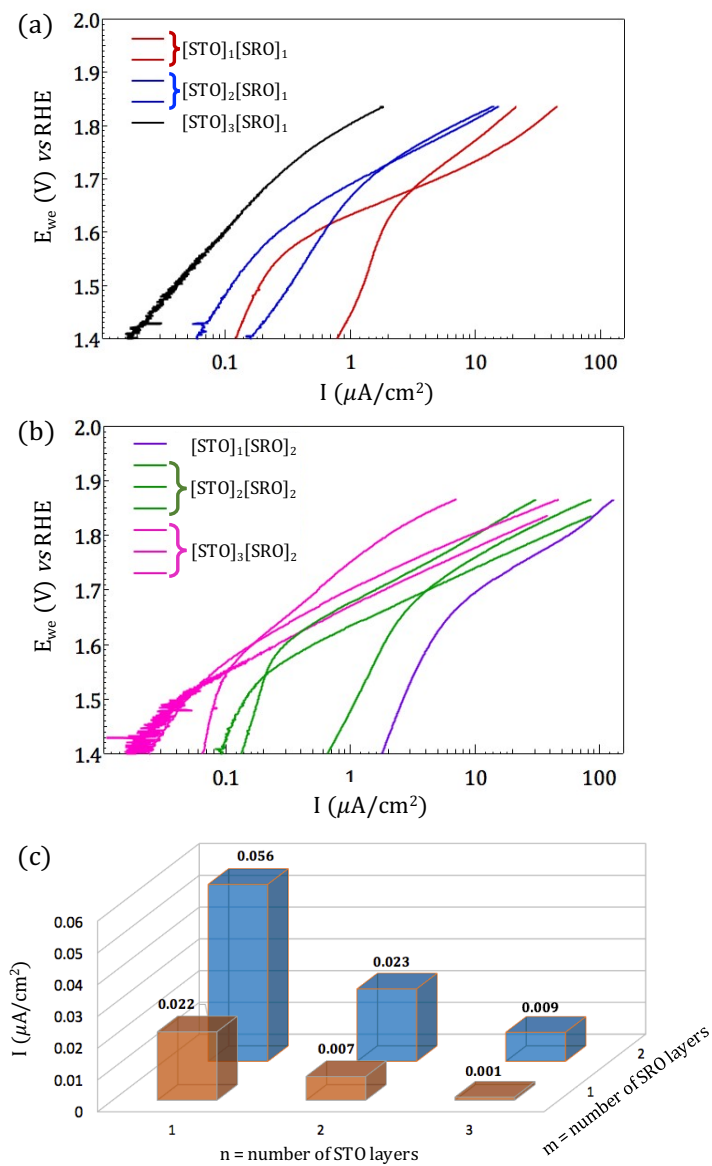 (a)
2.0
[STO]₁[SRO]₁
1.9
[STO]₂[SRO]₁
[STO]₃[SRO]₁
1.8
1.7
1.6
1.5
1.4
E_we (V) vs RHE
0.1 1 10 100
I (μA/cm²)
(b)
2.0
[STO]₁[SRO]₂
1.9
[STO]₂[SRO]₂
1.8
[STO]₃[SRO]₂
1.7
1.6
1.5
1.4
E_we (V) vs RHE
0.1 1 10 100
I (μA/cm²)
(c)
0.056
0.06
0.05
0.023
0.04
0.022
0.009
0.03
0.007
0.02
0.001
0.01
0
I (μA/cm²)
1 2 3
n = number of STO layers
1
2
m = number of SRO layers